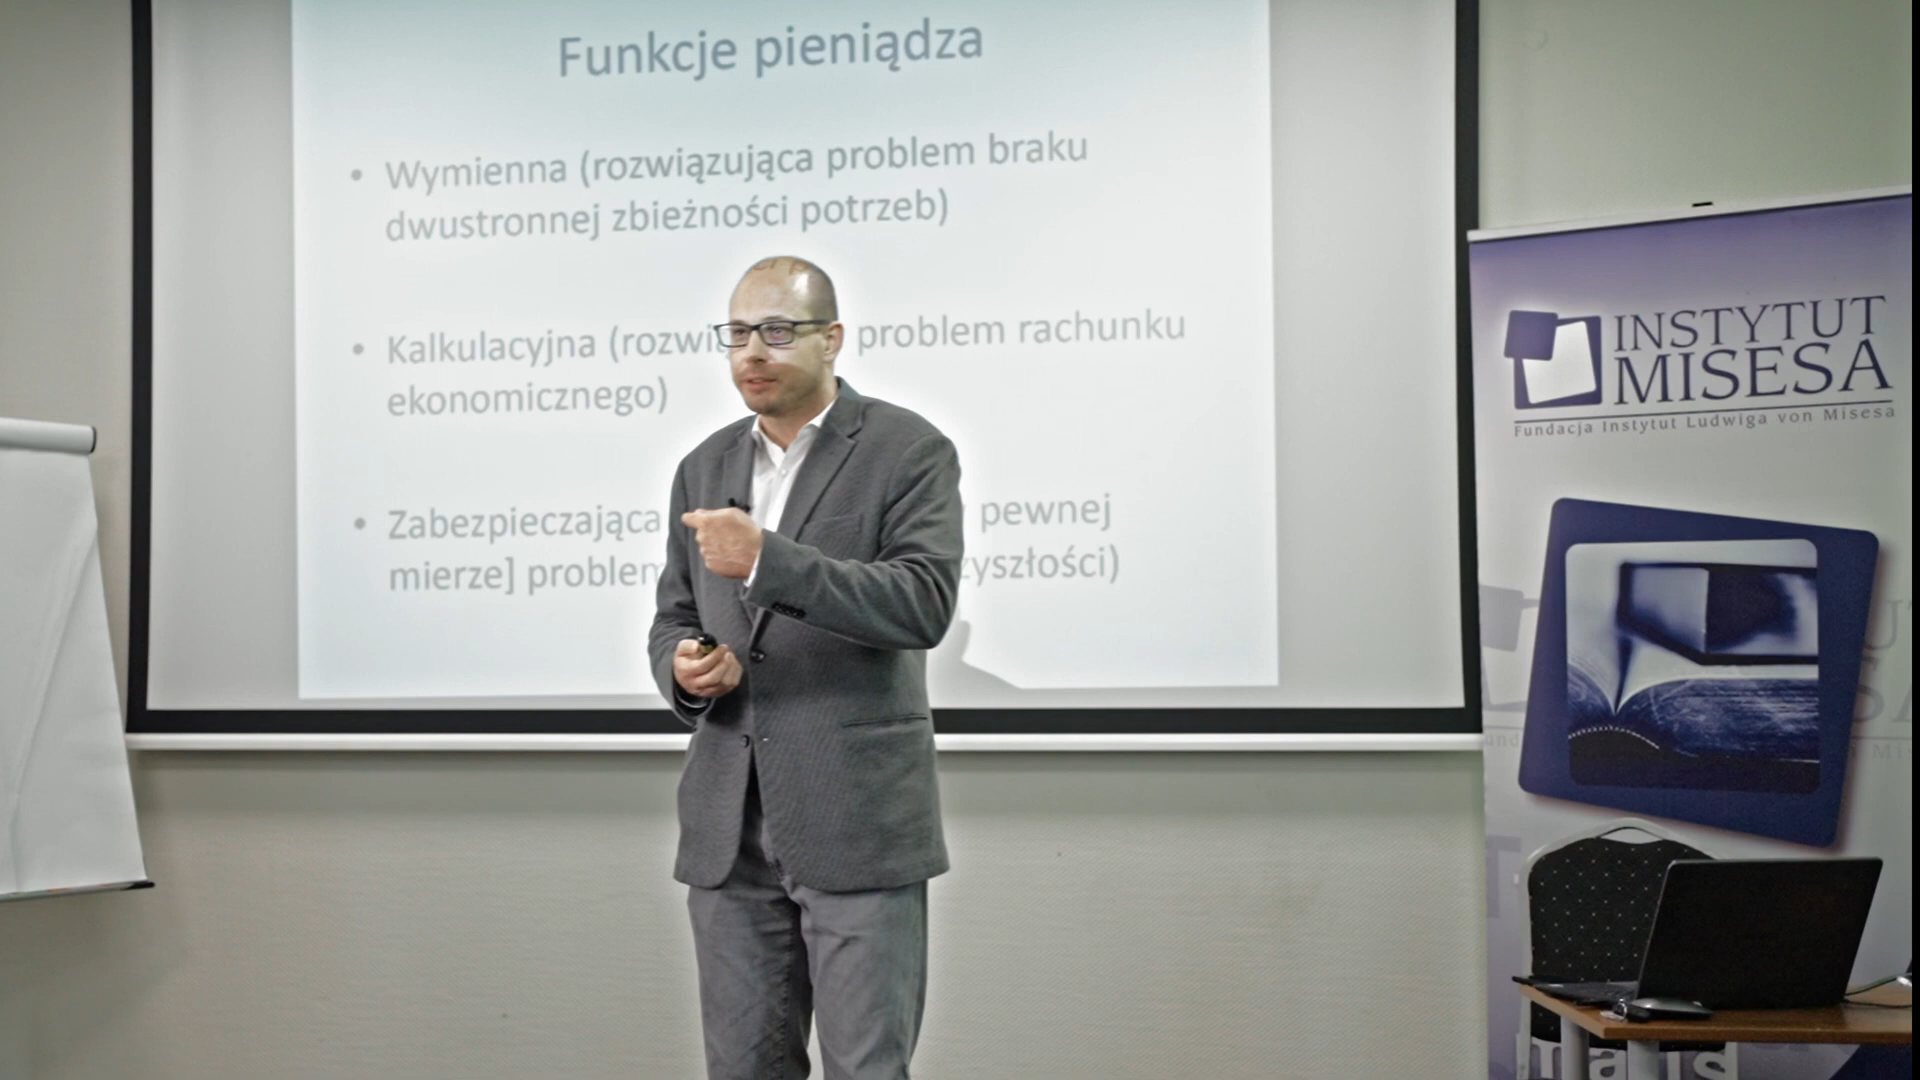 Funkcje pieniądza
• Wymienna (rozwiązująca problem braku
dwustronnej zbieżności potrzeb)
• Kalkulacyjna (rozwi problem rachunku
ekonomicznego)
• Zabezpieczająca pewnej
mierze] problem zyszłości)
INSTYTUT
MISESA
Fundacja Instytut Ludwiga von Misesa